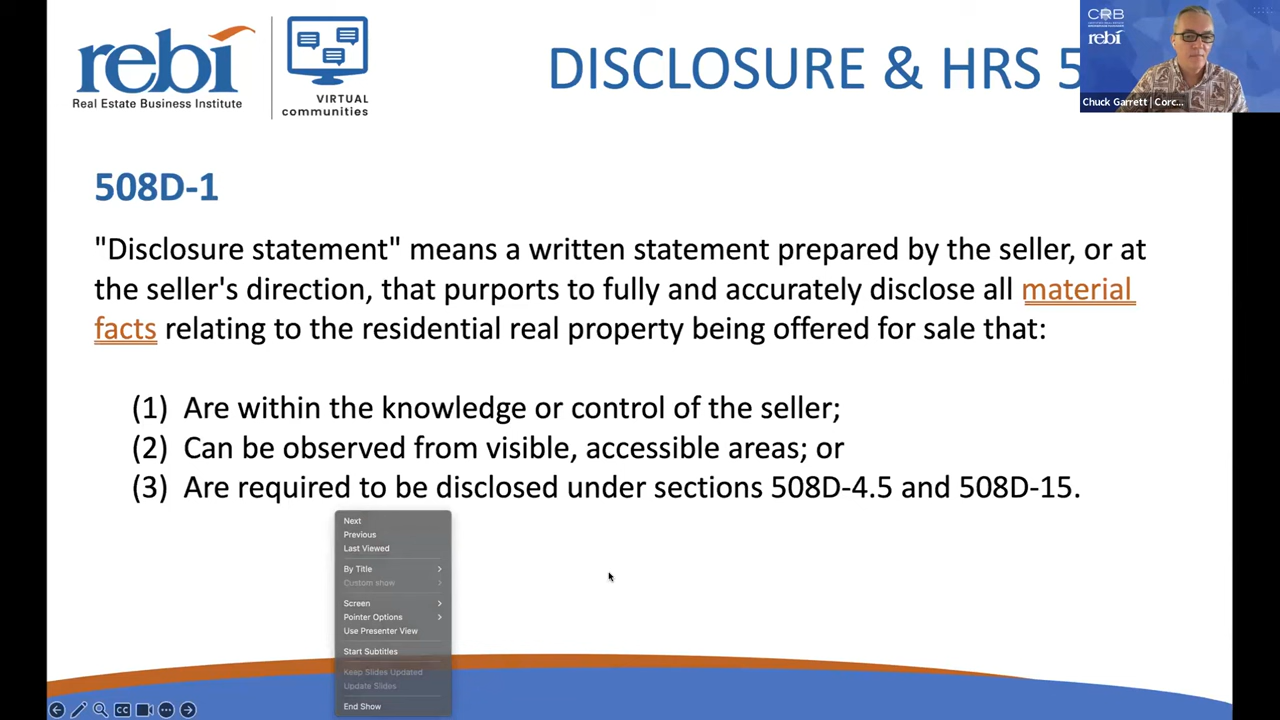 rebi
Real Estate Business Institute
VIRTUAL
communities
DISCLOSURE & HRS 5
CRB
rebi
Chuck Garrett | Corc...
508D-1
"Disclosure statement" means a written statement prepared by the seller, or at
the seller's direction, that purports to fully and accurately disclose all material
facts relating to the residential real property being offered for sale that:
(1) Are within the knowledge or control of the seller;
(2) Can be observed from visible, accessible areas; or
(3) Are required to be disclosed under sections 508D-4.5 and 508D-15.
Next
Previous
Last Viewed
By Title
Custom show
Screen
Pointer Options
Use Presenter View
Start Subtitles
Keep Slides Updated
Update Slides
End Show
CC